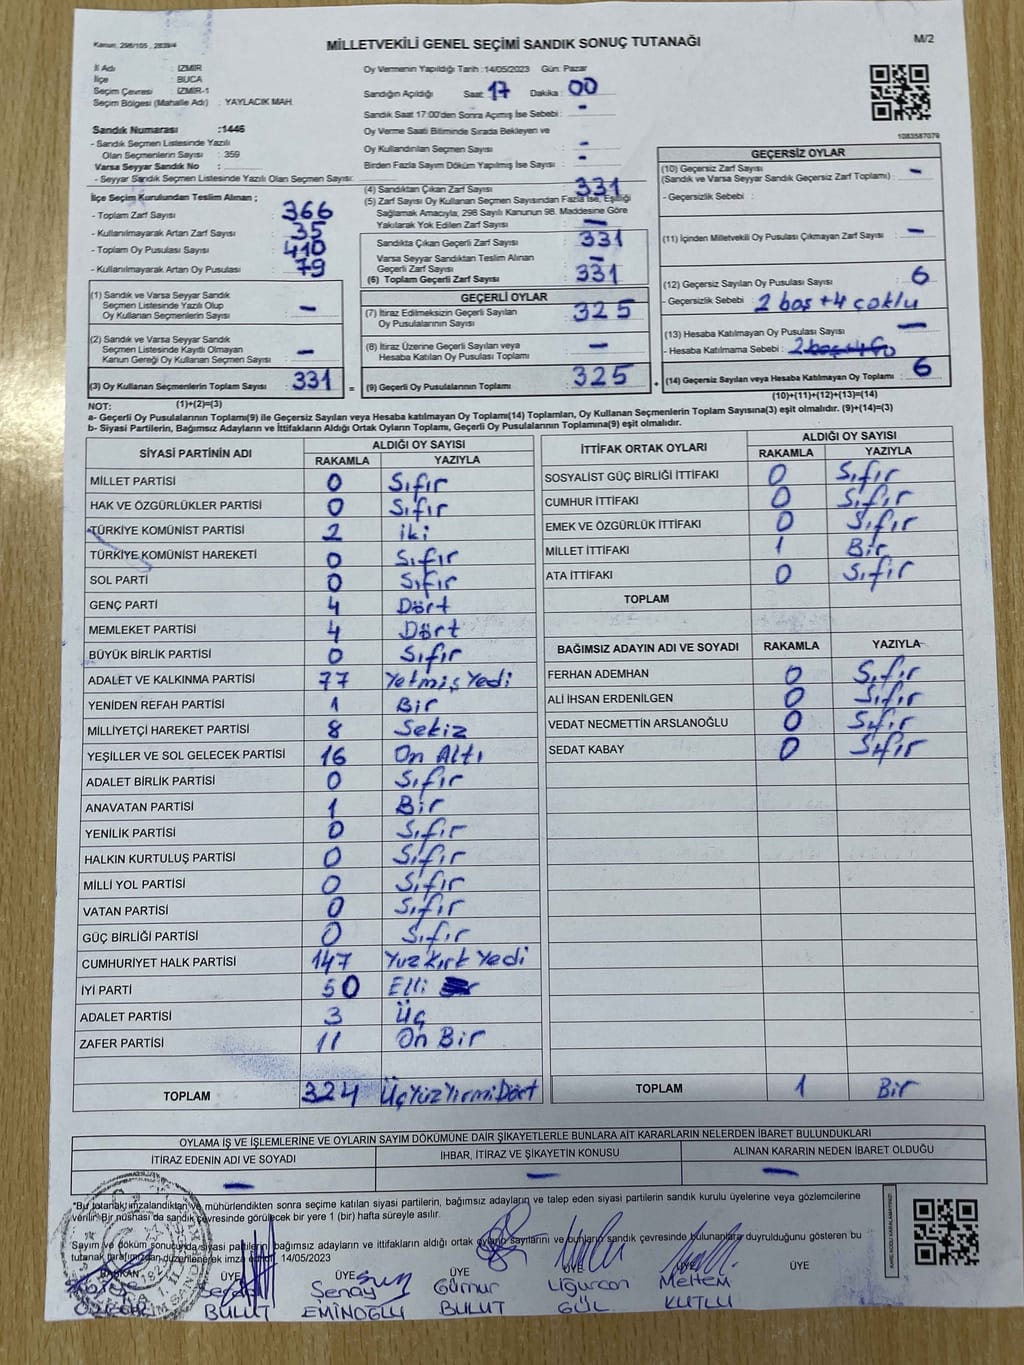 Kanun, 298/105 , 2839/4
MİLLETVEKİLİ GENEL SEÇİMİ SANDIK SONUÇ TUTANAĞI
M/2
İl Adı : İZMİR
İlçe : BUCA
Seçim Çevresi : İZMİR-1
Seçim Bölgesi (Mahalle Adı) : YAYLACIK MAH.
Oy Vermenin Yapıldığı Tarih :14/05/2023 Gün: Pazar
Sandığın Açıldığı Saat: 17 Dakika: 00
Sandık Saat 17:00'den Sonra Açımış İse Sebebi : -
Oy Verme Saati Bitiminde Sırada Bekleyen ve
Oy Kullandırılan Seçmen Sayısı : -
Birden Fazla Sayım Döküm Yapılmış İse Sayısı : -
1083587079
Sandık Numarası :1446
- Sandık Seçmen Listesinde Yazılı
Olan Seçmenlerin Sayısı : 359
Varsa Seyyar Sandık No :
- Seyyar Sandık Seçmen Listesinde Yazılı Olan Seçmen Sayısı:
İlçe Seçim Kurulundan Teslim Alınan ;
- Toplam Zarf Sayısı : 366
- Kullanılmayarak Artan Zarf Sayısı : 35
- Toplam Oy Pusulası Sayısı : 410
- Kullanılmayarak Artan Oy Pusulası : 79
(1) Sandık ve Varsa Seyyar Sandık
Seçmen Listesinde Yazılı Olup
Oy Kullanan Seçmenlerin Sayısı : -
(2) Sandık ve Varsa Seyyar Sandık
Seçmen Listesinde Kayıtlı Olmayan
Kanun Gereği Oy Kullanan Seçmen Sayısı : -
(3) Oy Kullanan Seçmenlerin Toplam Sayısı : 331
(1)+(2)=(3)
(4) Sandıktan Çıkan Zarf Sayısı : 331
(5) Zarf Sayısı Oy Kullanan Seçmen Sayısından Fazla İse, Eşitliği
Sağlamak Amacıyla, 298 Sayılı Kanunun 98. Maddesine Göre
Yakılarak Yok Edilen Zarf Sayısı : -
Sandıkta Çıkan Geçerli Zarf Sayısı : 331
Varsa Seyyar Sandıktan Teslim Alınan
Geçerli Zarf Sayısı : -
(6) Toplam Geçerli Zarf Sayısı : 331
GEÇERLİ OYLAR
(7) İtiraz Edilmeksizin Geçerli Sayılan
Oy Pusulalarının Sayısı : 325
(8) İtiraz Üzerine Geçerli Sayılan veya
Hesaba Katılan Oy Pusulası Toplamı : -
= (9) Geçerli Oy Pusulalarının Toplamı : 325
GEÇERSİZ OYLAR
(10) Geçersiz Zarf Sayısı : -
(Sandık ve Varsa Seyyar Sandık Geçersiz Zarf Toplamı)
- Geçersizlik Sebebi :
(11) İçinden Milletvekili Oy Pusulası Çıkmayan Zarf Sayısı : -
(12) Geçersiz Sayılan Oy Pusulası Sayısı : 6
- Geçersizlik Sebebi : 2 boş +4 çoklu
(13) Hesaba Katılmayan Oy Pusulası Sayısı : -
- Hesaba Katılmama Sebebi :
+ (14) Geçersiz Sayılan veya Hesaba Katılmayan Oy Toplamı : 6
(10)+(11)+(12)+(13)=(14)
NOT:
a- Geçerli Oy Pusulalarının Toplamı(9) ile Geçersiz Sayılan veya Hesaba katılmayan Oy Toplamı(14) Toplamları, Oy Kullanan Seçmenlerin Toplam Sayısına(3) eşit olmalıdır. (9)+(14)=(3)
b- Siyasi Partilerin, Bağımsız Adayların ve İttifakların Aldığı Ortak Oyların Toplamı, Geçerli Oy Pusulalarının Toplamına(9) eşit olmalıdır.
SİYASİ PARTİNİN ADI ALDIĞI OY SAYISI
RAKAMLA YAZIYLA
MİLLET PARTİSİ 0 Sıfır
HAK VE ÖZGÜRLÜKLER PARTİSİ 0 Sıfır
TÜRKİYE KOMÜNİST PARTİSİ 2 iki
TÜRKİYE KOMÜNİST HAREKETİ 0 Sıfır
SOL PARTİ 0 Sıfır
GENÇ PARTİ 4 Dört
MEMLEKET PARTİSİ 4 Dört
BÜYÜK BİRLİK PARTİSİ 0 Sıfır
ADALET VE KALKINMA PARTİSİ 77 Yetmiş Yedi
YENİDEN REFAH PARTİSİ 1 Bir
MİLLİYETÇİ HAREKET PARTİSİ 8 Sekiz
YEŞİLLER VE SOL GELECEK PARTİSİ 16 On Altı
ADALET BİRLİK PARTİSİ 0 Sıfır
ANAVATAN PARTİSİ 1 Bir
YENİLİK PARTİSİ 0 Sıfır
HALKIN KURTULUŞ PARTİSİ 0 Sıfır
MİLLİ YOL PARTİSİ 0 Sıfır
VATAN PARTİSİ 0 Sıfır
GÜÇ BİRLİĞİ PARTİSİ 0 Sıfır
CUMHURİYET HALK PARTİSİ 147 Yuz Kırk Yedi
İYİ PARTİ 50 Elli
ADALET PARTİSİ 3 Üç
ZAFER PARTİSİ 11 On Bir
TOPLAM 324 ÜçYüzYırmiDört
İTTİFAK ORTAK OYLARI ALDIĞI OY SAYISI
RAKAMLA YAZIYLA
SOSYALİST GÜÇ BİRLİĞİ İTTİFAKI 0 Sıfır
CUMHUR İTTİFAKI 0 Sıfır
EMEK VE ÖZGÜRLÜK İTTİFAKI 0 Sıfır
MİLLET İTTİFAKI 1 Bir
ATA İTTİFAKI 0 Sıfır
TOPLAM
BAĞIMSIZ ADAYIN ADI VE SOYADI RAKAMLA YAZIYLA
FERHAN ADEMHAN 0 Sıfır
ALİ İHSAN ERDENİLGEN 0 Sıfır
VEDAT NECMETTİN ARSLANOĞLU 0 Sıfır
SEDAT KABAY 0 Sıfır
TOPLAM 1 Bir
OYLAMA İŞ VE İŞLEMLERİNE VE OYLARIN SAYIM DÖKÜMÜNE DAİR ŞİKAYETLERLE BUNLARA AİT KARARLARIN NELERDEN İBARET BULUNDUKLARI
İTİRAZ EDENİN ADI VE SOYADI İHBAR, İTİRAZ VE ŞİKAYETİN KONUSU ALINAN KARARIN NEDEN İBARET OLDUĞU
- - -
"Bu tutanak imzalandıktan ve mühürlendikten sonra seçime katılan siyasi partilerin, bağımsız adayların ve talep eden siyasi partilerin sandık kurulu üyelerine veya gözlemcilerine
verilir. Bir nüshası da sandık çevresinde görülecek bir yere 1 (bir) hafta süreyle asılır.
Sayım ve döküm sonucunda siyasi partilerin, bağımsız adayların ve ittifakların aldığı ortak oyların sayılarını ve bunların sandık çevresinde bulunanlara duyrulduğunu gösteren bu
tutanak tarafımızdan düzenlenerek imza edildi. 14/05/2023
BAŞKAN ÜYE ÜYE ÜYE ÜYE ÜYE ÜYE
Şenay Gümür Meltem
BULUT EMİNOĞLU BULUT GÜL KUTLU